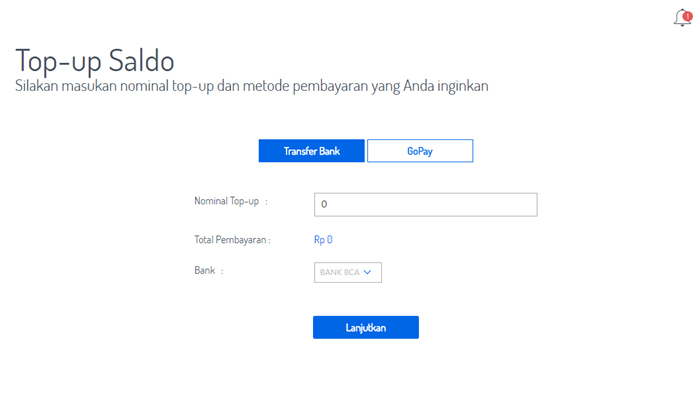 Top-up Saldo
Silakan masukan nominal top-up dan metode pembayaran yang Anda inginkan
Transfer Bank GoPay
Nominal Top-up : 0
Total Pembayaran : Rp 0
Bank : BANK BCA
Lanjutkan